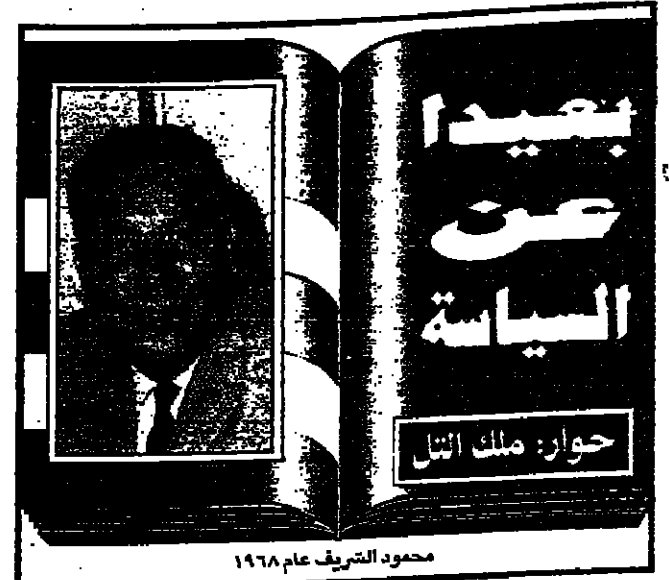 بعيدا
عن
السياسة
حوار: ملك التل
محمود الشريف عام ١٩٦٨